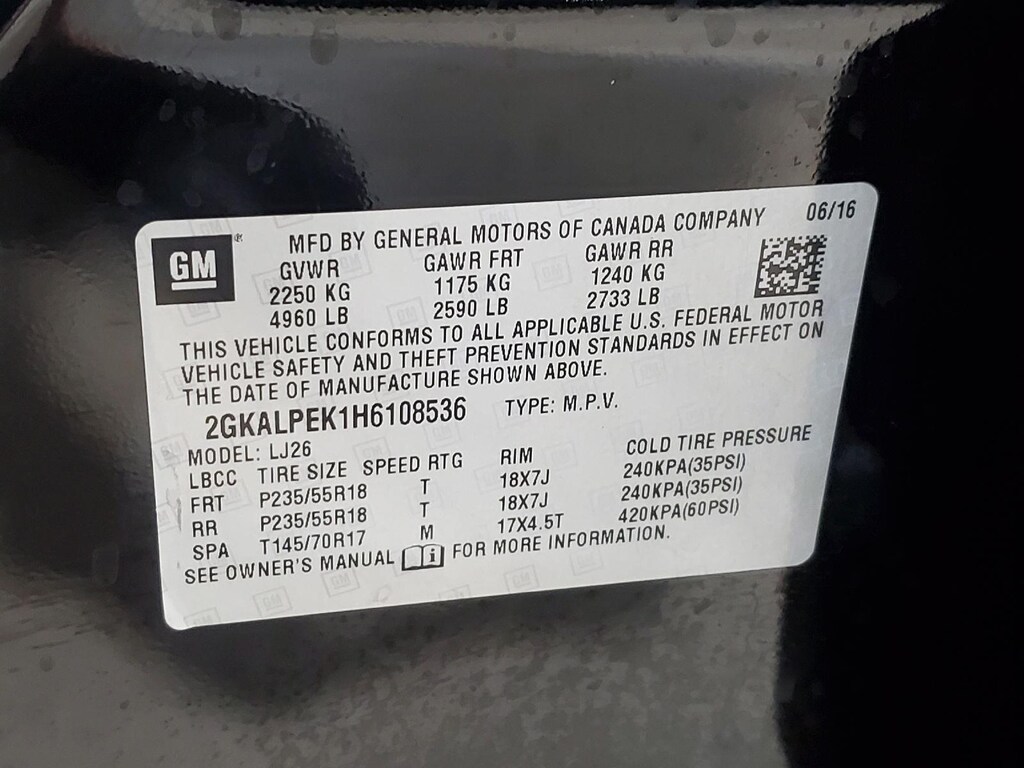 06/16
GM ® MFD BY GENERAL MOTORS OF CANADA COMPANY
GVWR GAWR FRT GAWR RR
2250 KG 1175 KG 1240 KG
4960 LB 2590 LB 2733 LB
THIS VEHICLE CONFORMS TO ALL APPLICABLE U.S. FEDERAL MOTOR
VEHICLE SAFETY AND THEFT PREVENTION STANDARDS IN EFFECT ON
THE DATE OF MANUFACTURE SHOWN ABOVE.
2GKALPEK1H6108536 TYPE: M.P.V.
MODEL: LJ26
LBCC TIRE SIZE SPEED RTG RIM COLD TIRE PRESSURE
FRT P235/55R18 T 18X7J 240KPA(35PSI)
RR P235/55R18 T 18X7J 240KPA(35PSI)
SPA T145/70R17 M 17X4.5T 420KPA(60PSI)
SEE OWNER'S MANUAL i FOR MORE INFORMATION.